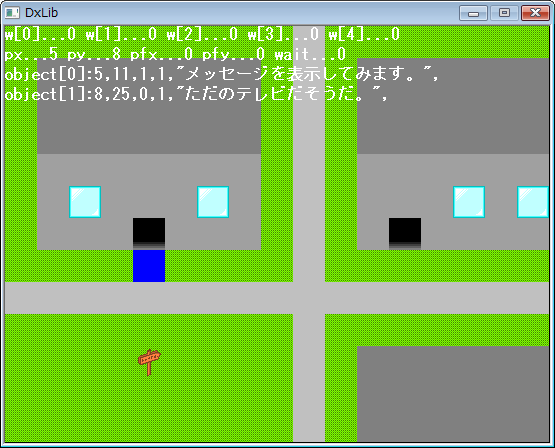 DxLib
w[0]...0 w[1]...0 w[2]...0 w[3]...0 w[4]...0
px...5 py...8 pfx...0 pfy...0 wait...0
object[0]:5,11,1,1,"メッセージを表示してみます。",
object[1]:8,25,0,1,"ただのテレビだそうだ。",